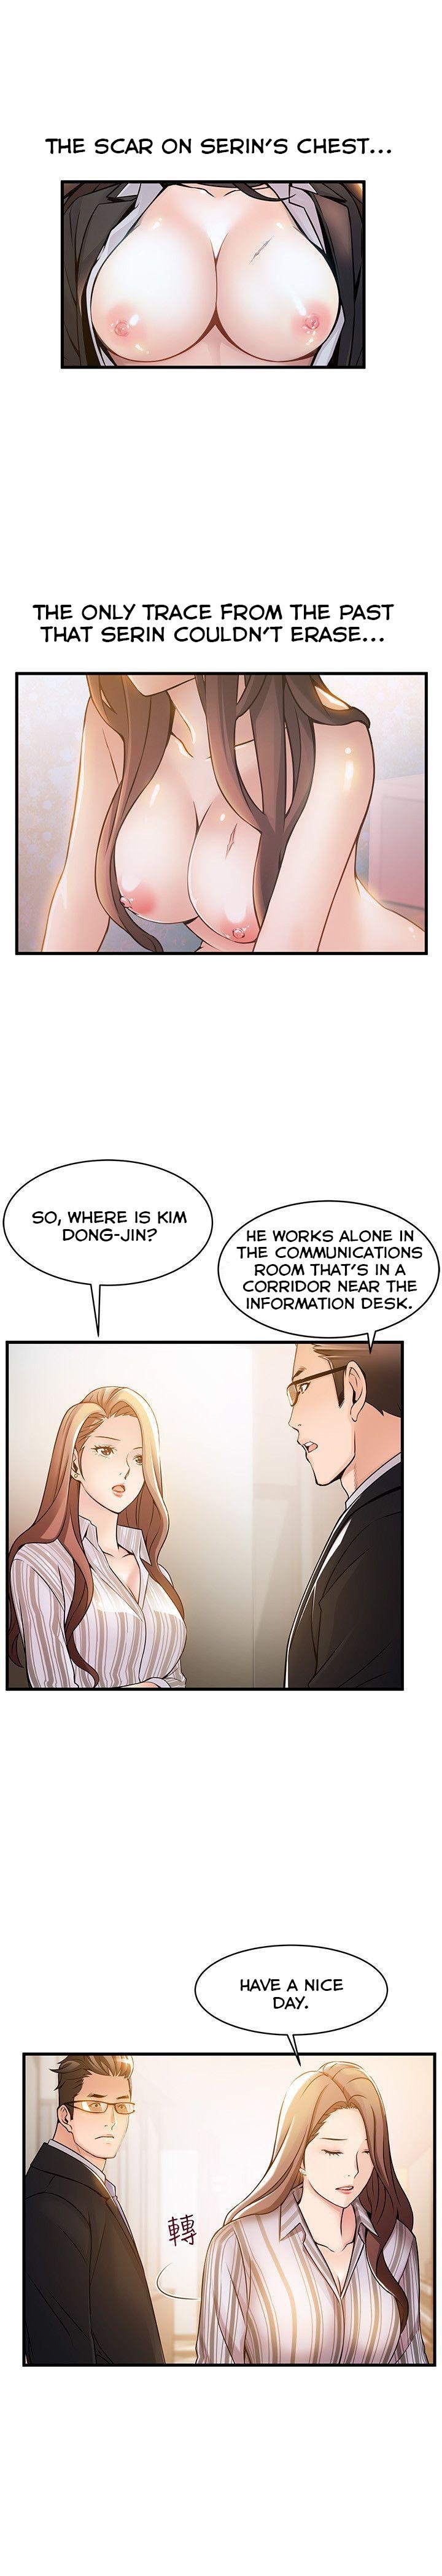 THE SCAR ON SERIN'S CHEST...
THE ONLY TRACE FROM THE PAST
THAT SERIN COULDN'T ERASE...
SO, WHERE IS KIM
DONG-JIN?
HE WORKS ALONE IN
THE COMMUNICATIONS
ROOM THAT'S IN A
CORRIDOR NEAR THE
INFORMATION DESK.
HAVE A NICE
DAY.
轉